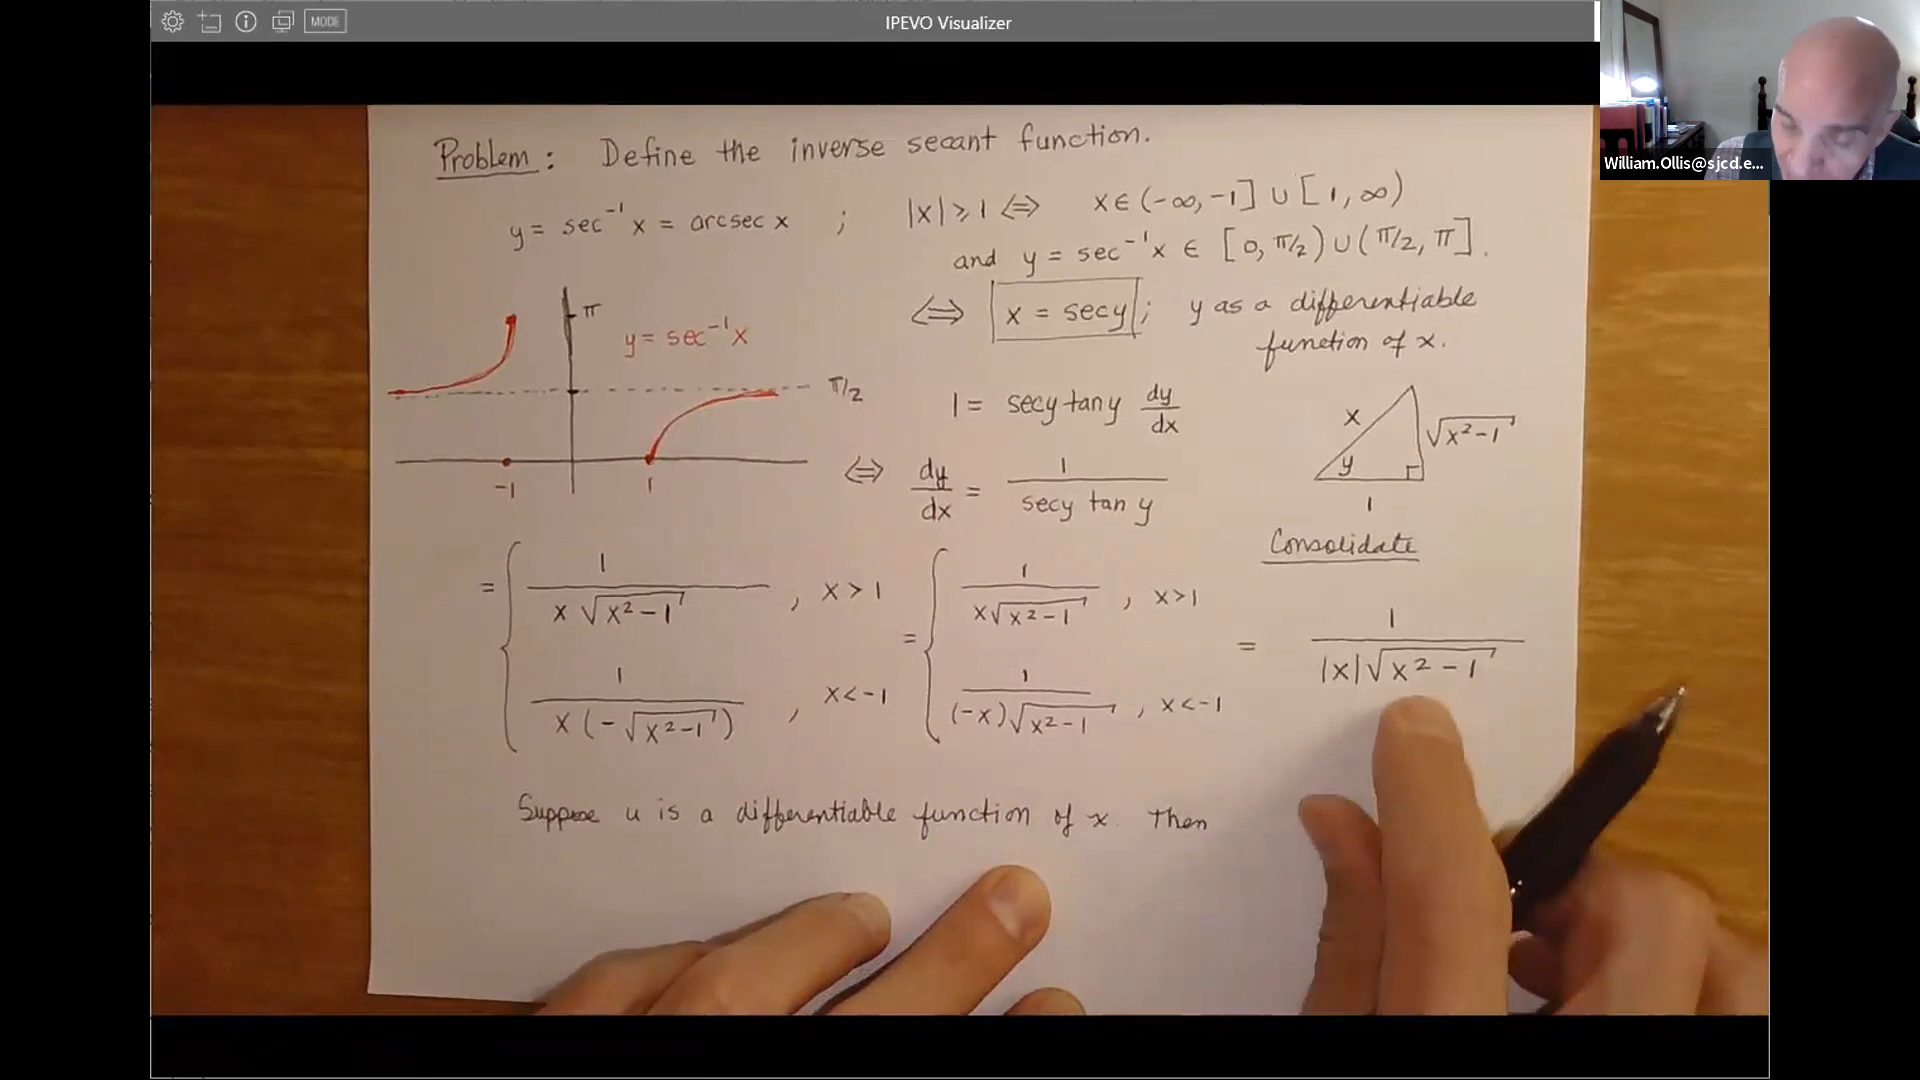 MODE
IPEVO Visualizer
William.Ollis@sjcd.e...
Problem: Define the inverse secant function.
y = sec⁻¹ x = arcsec x ; |x| ≥ 1 ⟺ x ∈ (-∞, -1] ∪ [1, ∞)
and y = sec⁻¹x ∈ [0, π/2) ∪ (π/2, π].
⟺ x = sec y ; y as a differentiable
function of x.
π
y = sec⁻¹x
π/2
-1
1
1 = sec y tan y dy/dx
x
√(x² - 1)
y
1
⟺ dy/dx = 1/(sec y tan y)
Consolidate
= { 1/(x √(x² - 1)) , x > 1
1/(x (-√(x² - 1))) , x < -1
= { 1/(x√(x² - 1)) , x > 1
1/((-x)√(x² - 1)) , x < -1
= 1/(|x|√(x² - 1))
Suppose u is a differentiable function of x. Then